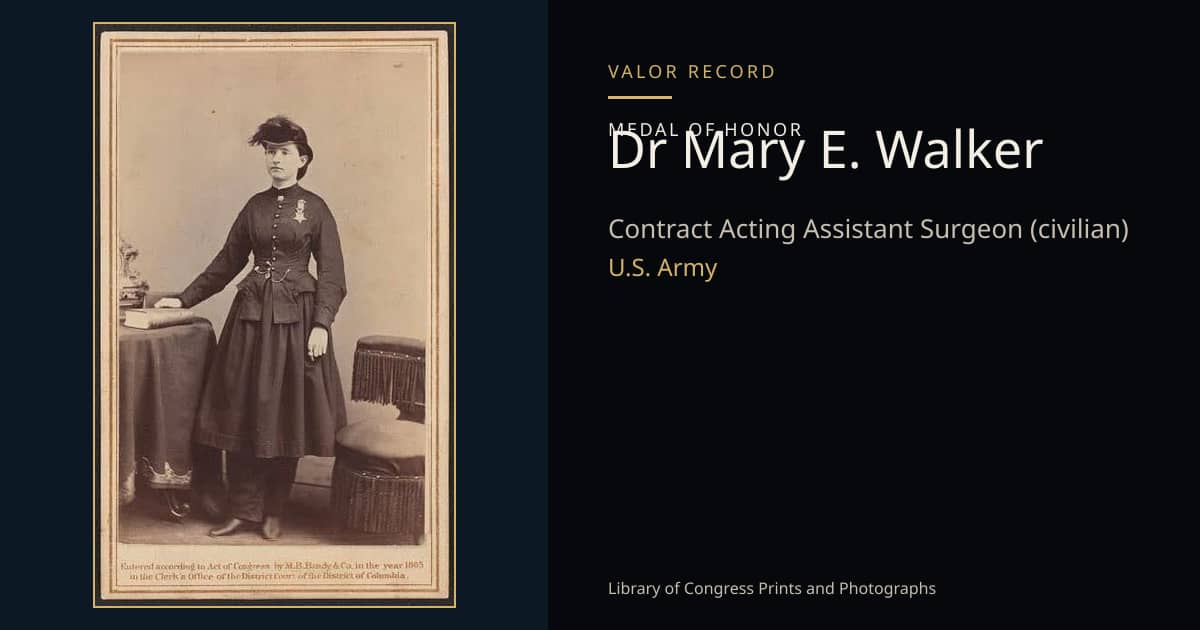 VALOR RECORD
MEDAL OF HONOR
Dr Mary E. Walker
Contract Acting Assistant Surgeon (civilian)
U.S. Army
Entered according to Act of Congress by M.B. Brady & Co. in the year 1865
in the Clerk's Office of the District Court of the District of Columbia.
Library of Congress Prints and Photographs